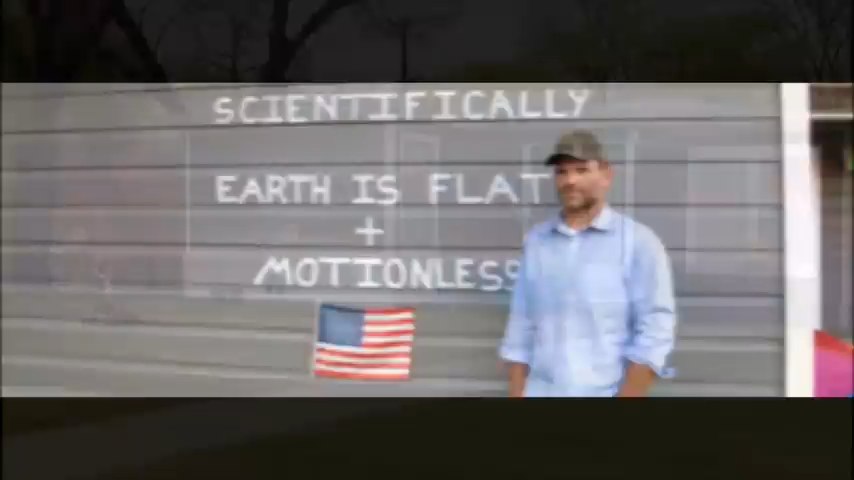 SCIENTIFICALLY
EARTH IS FLAT
+
MOTIONLESS